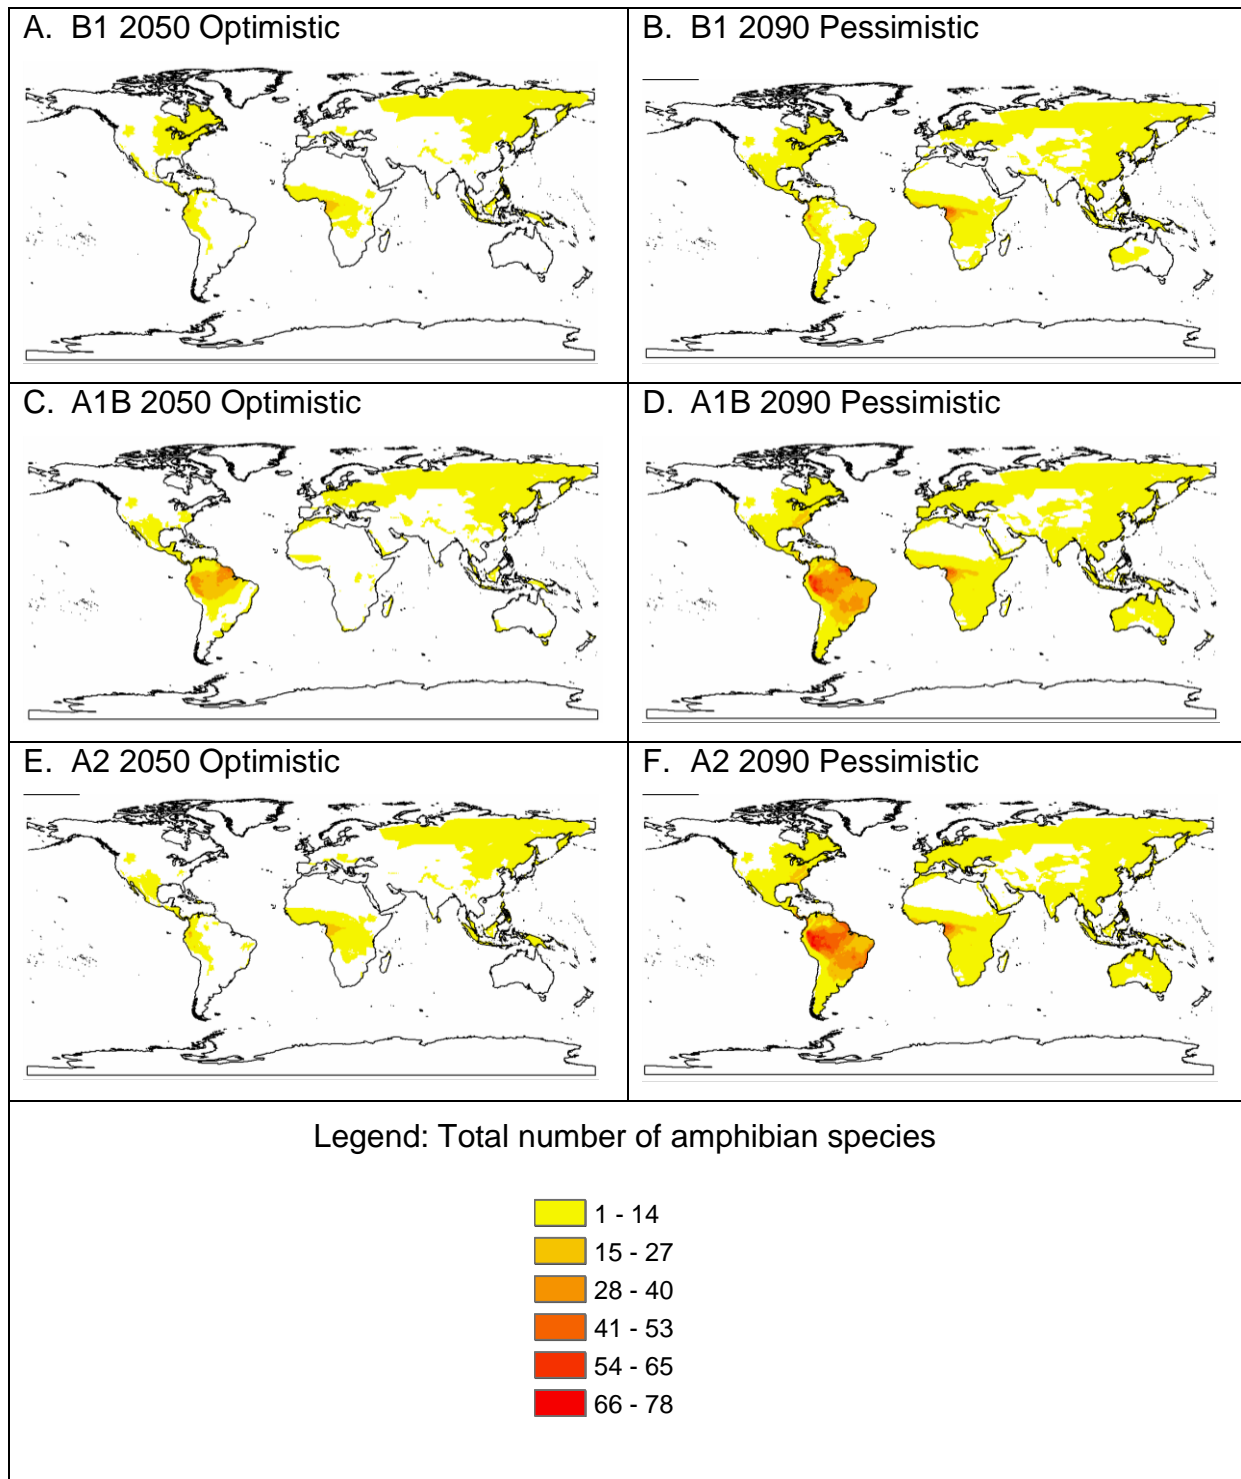 A. B1 2050 Optimistic
B. B1 2090 Pessimistic
C. A1B 2050 Optimistic
D. A1B 2090 Pessimistic
E. A2 2050 Optimistic
F. A2 2090 Pessimistic
Legend: Total number of amphibian species
1 - 14
15 - 27
28 - 40
41 - 53
54 - 65
66 - 78